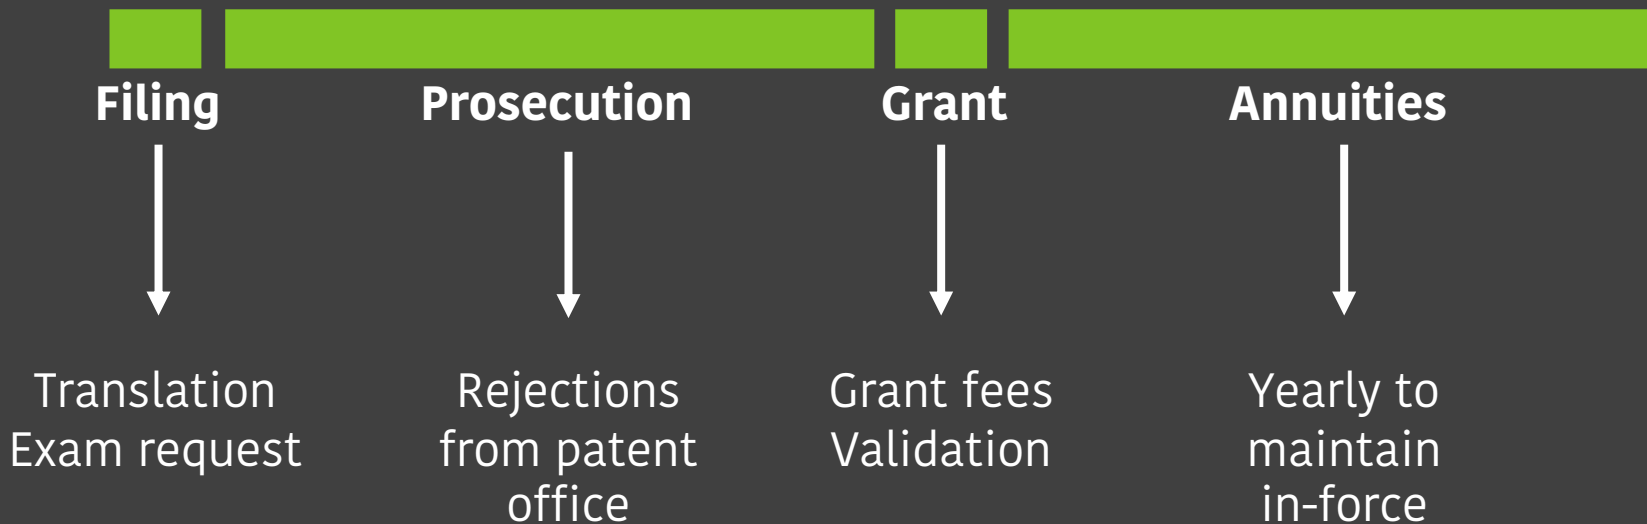 Filing
Prosecution
Grant
Annuities
Translation
Exam request
Rejections
from patent
office
Grant fees
Validation
Yearly to
maintain
in-force